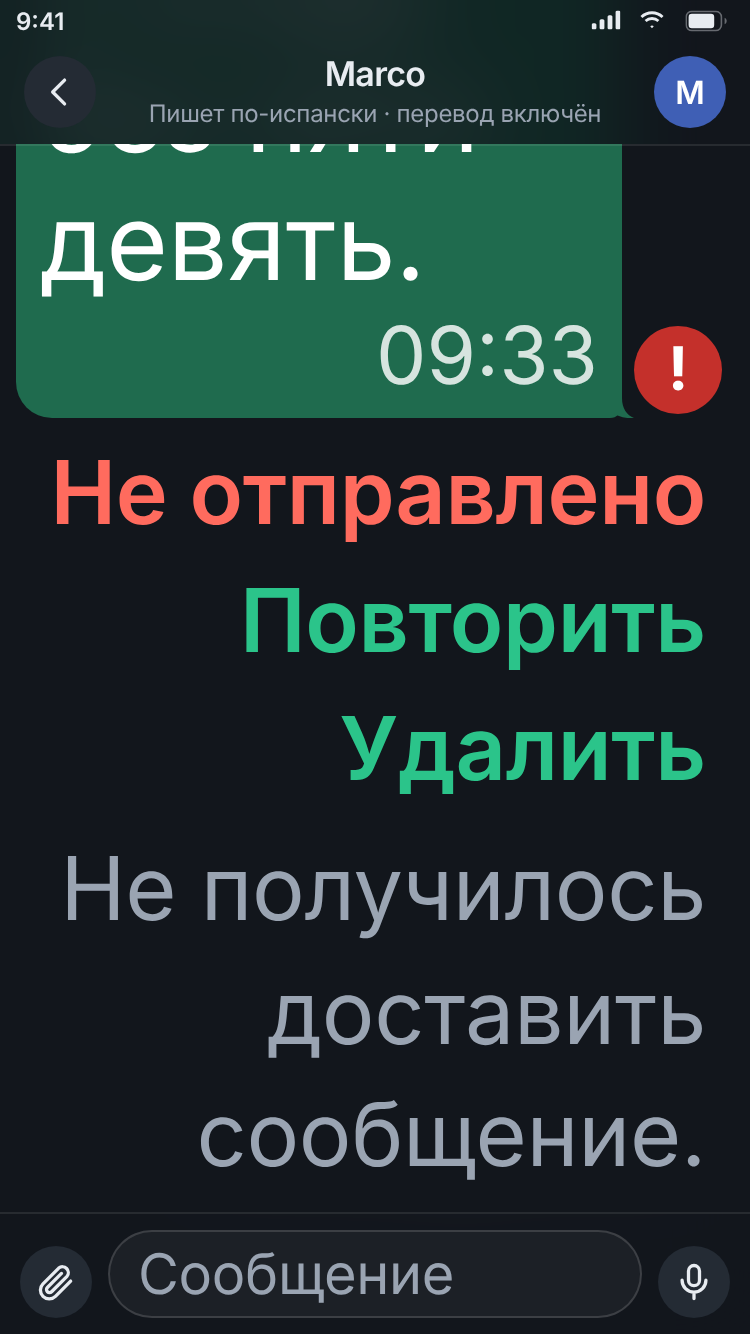 9:41
Marco
Пишет по-испански · перевод включён
M
девять.
09:33
!
Не отправлено
Повторить
Удалить
Не получилось
доставить
сообщение.
Сообщение